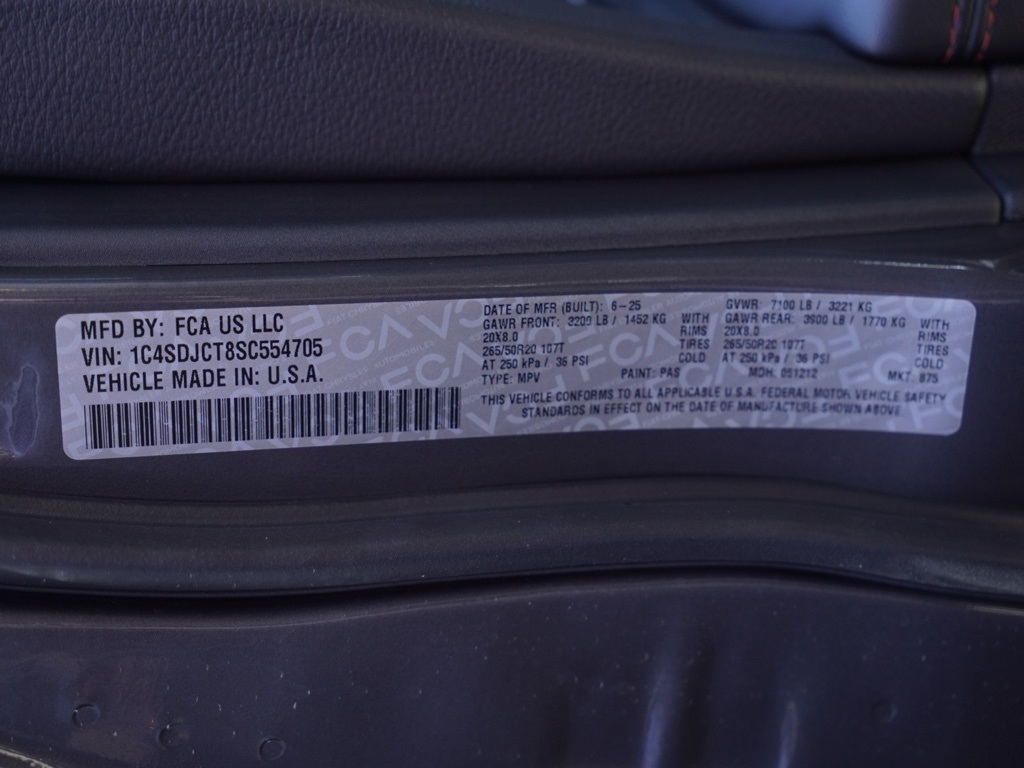 MFD BY: FCA US LLC
VIN: 1C4SDJCT8SC554705
VEHICLE MADE IN: U.S.A.
DATE OF MFR (BUILT): 6-25
GVWR: 7100 LB / 3221 KG
GAWR FRONT: 3200 LB / 1452 KG WITH
GAWR REAR: 3900 LB / 1770 KG WITH
20X8.0 RIMS
20X8.0 RIMS
265/50R20 107T TIRES
265/50R20 107T TIRES
AT 250 kPa / 36 PSI COLD
AT 250 kPa / 36 PSI COLD
TYPE: MPV PAINT: PAS MDH: 061212 MKT: 875
THIS VEHICLE CONFORMS TO ALL APPLICABLE U.S.A. FEDERAL MOTOR VEHICLE SAFETY
STANDARDS IN EFFECT ON THE DATE OF MANUFACTURE SHOWN ABOVE